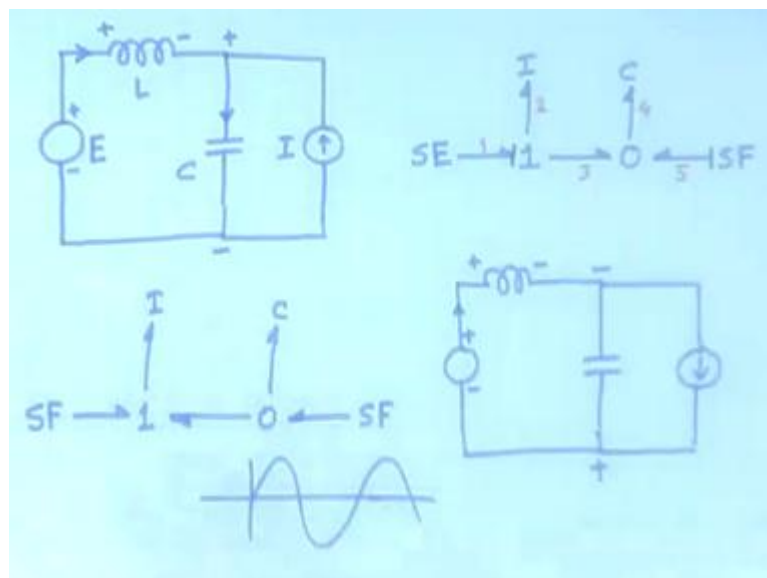 + - +
L
+ E -
C
I
-
I C
2 4
SE 1 1 3 0 5 SF
+ - -
+
-
+
I C
SF 1 0 SF